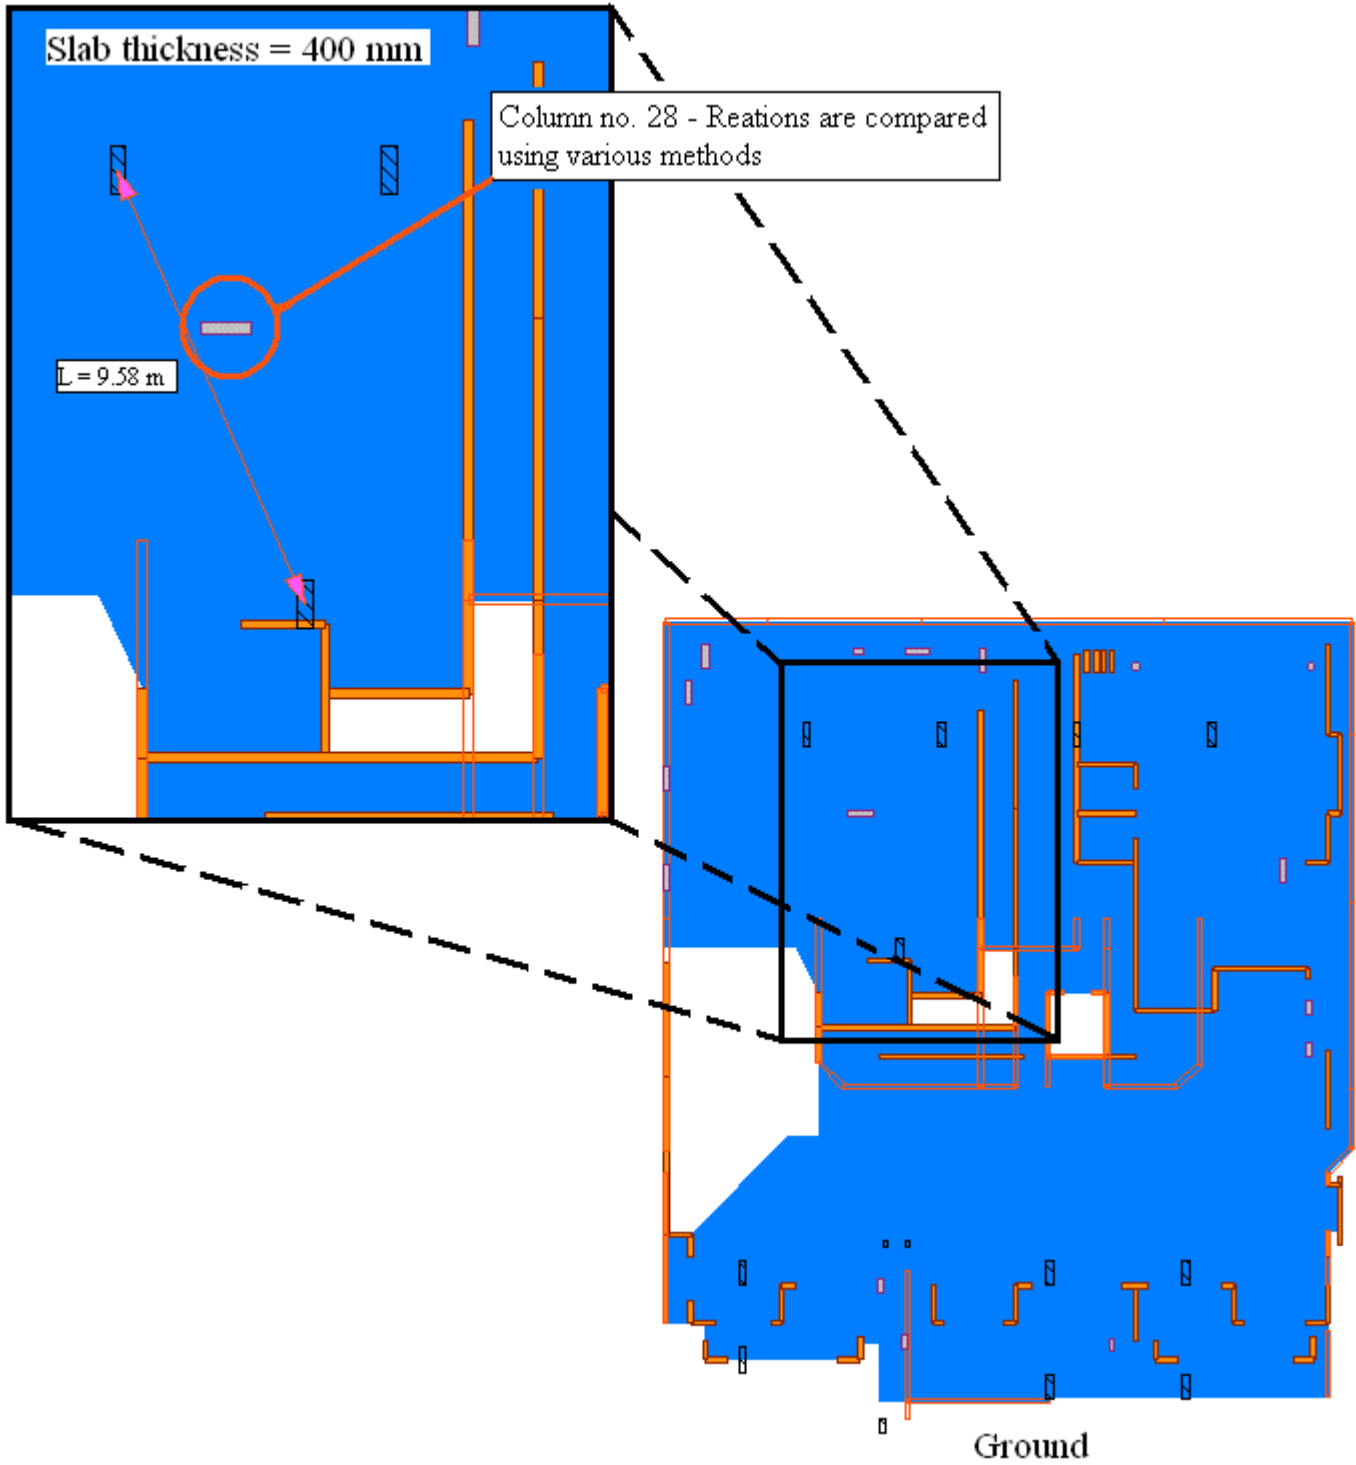 Slab thickness = 400 mm
Column no. 28 - Reations are compared
using various methods
L = 9.58 m
Ground